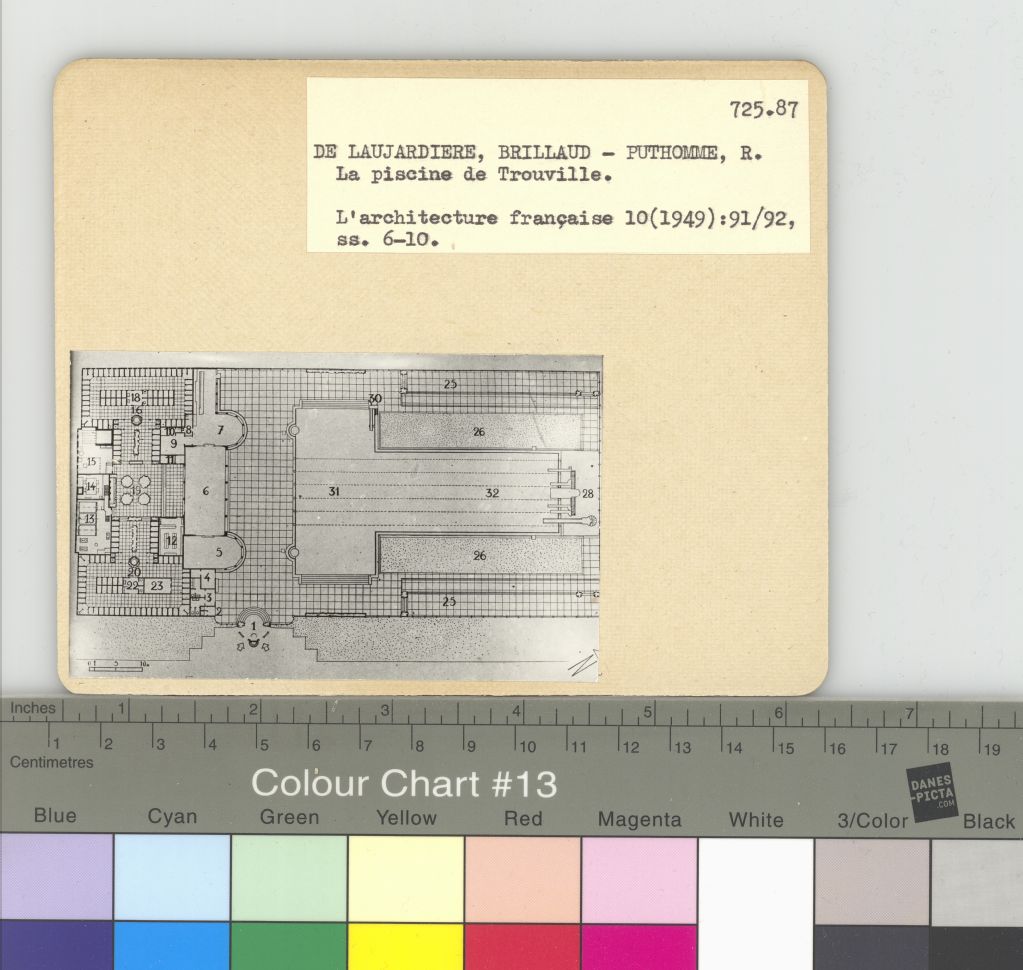 725.87
DE LAUJARDIERE, BRILLAUD - PUTHOMME, R.
La piscine de Trouville.
L'architecture française 10(1949):91/92,
ss. 6-10.
25
30
18
16
26
10 8
7
9
11
15
6
31
32
28
14
13
12
5
26
20
4
22 23
3
25
2
1
0 1 5 10
Inches 1 2 3 4 5 6 7
1 2 3 4 5 6 7 8 9 10 11 12 13 14 15 16 17 18 19
Centimetres
Colour Chart #13
DANES
-PICTA
.COM
Blue Cyan Green Yellow Red Magenta White 3/Color Black